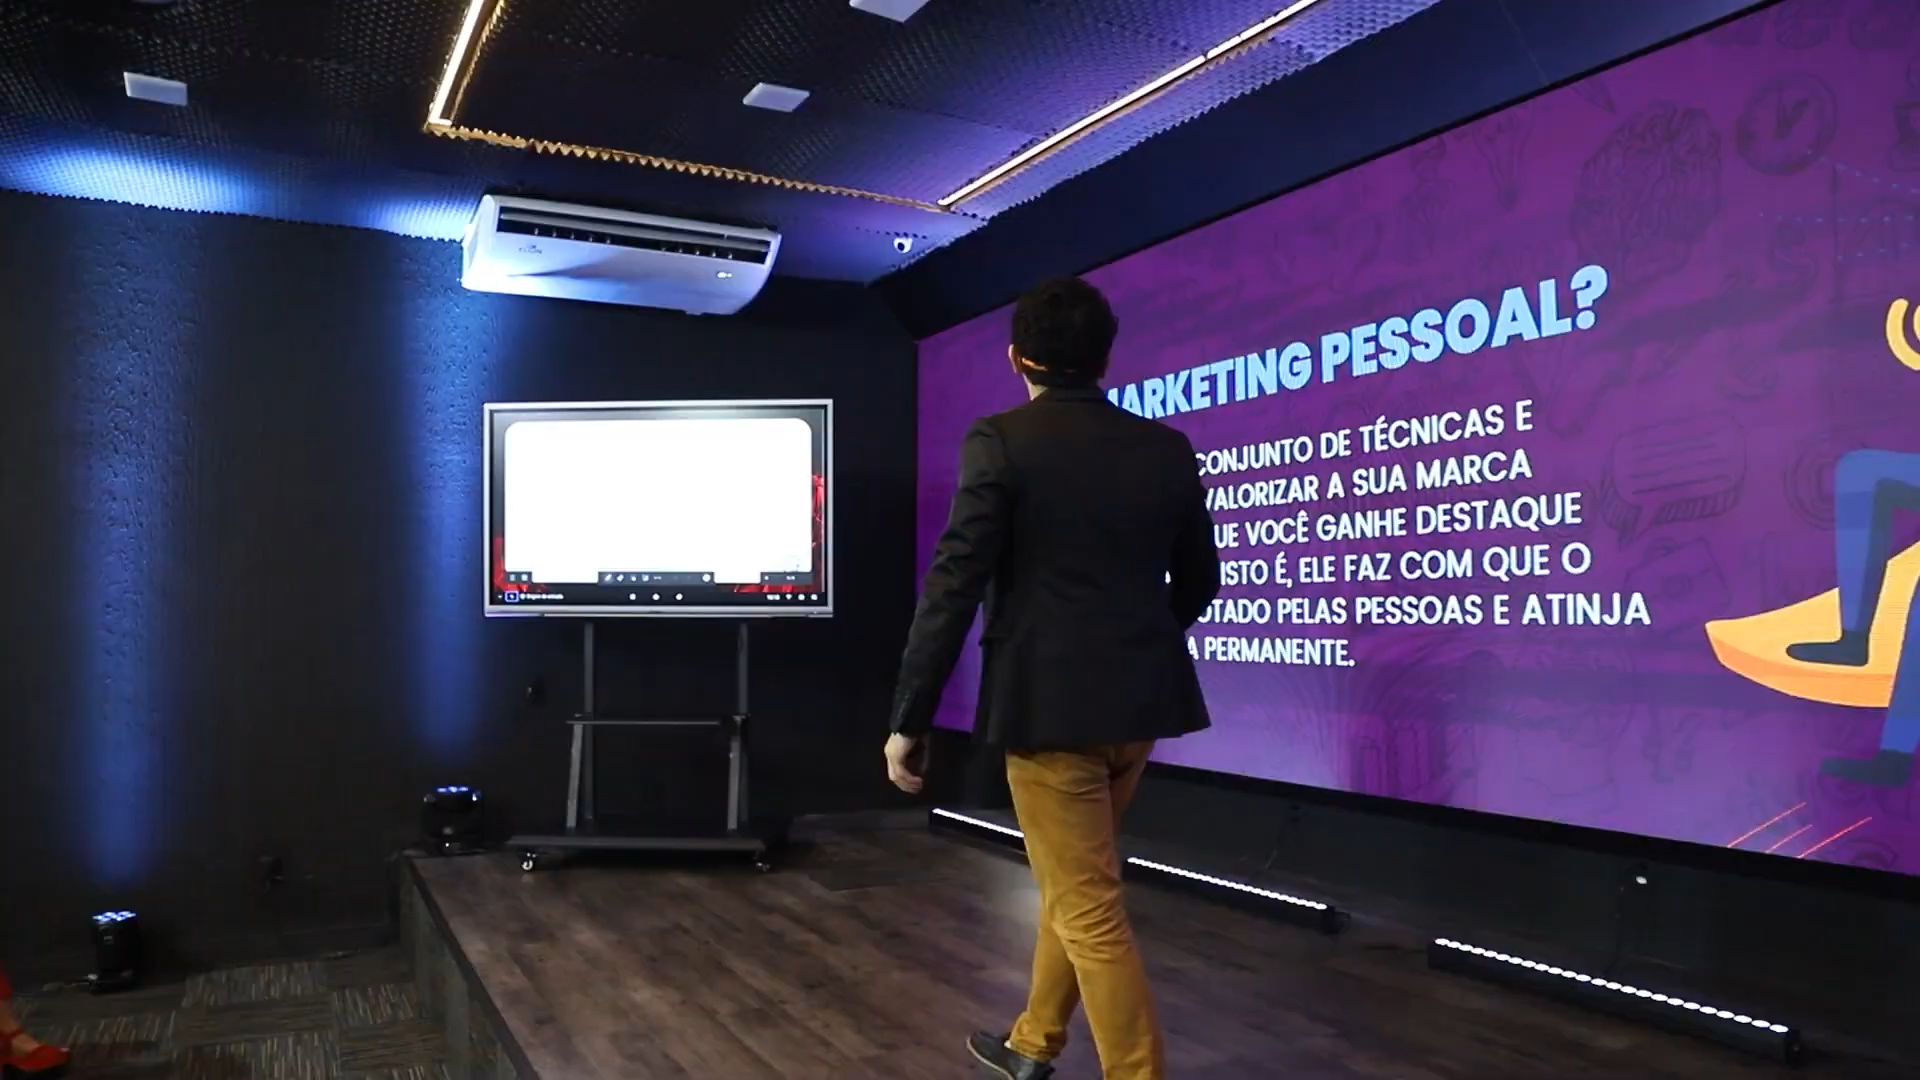 ELGIN
MARKETING PESSOAL?
CONJUNTO DE TÉCNICAS E
VALORIZAR A SUA MARCA
UE VOCÊ GANHE DESTAQUE
ISTO É, ELE FAZ COM QUE O
OTADO PELAS PESSOAS E ATINJA
A PERMANENTE.